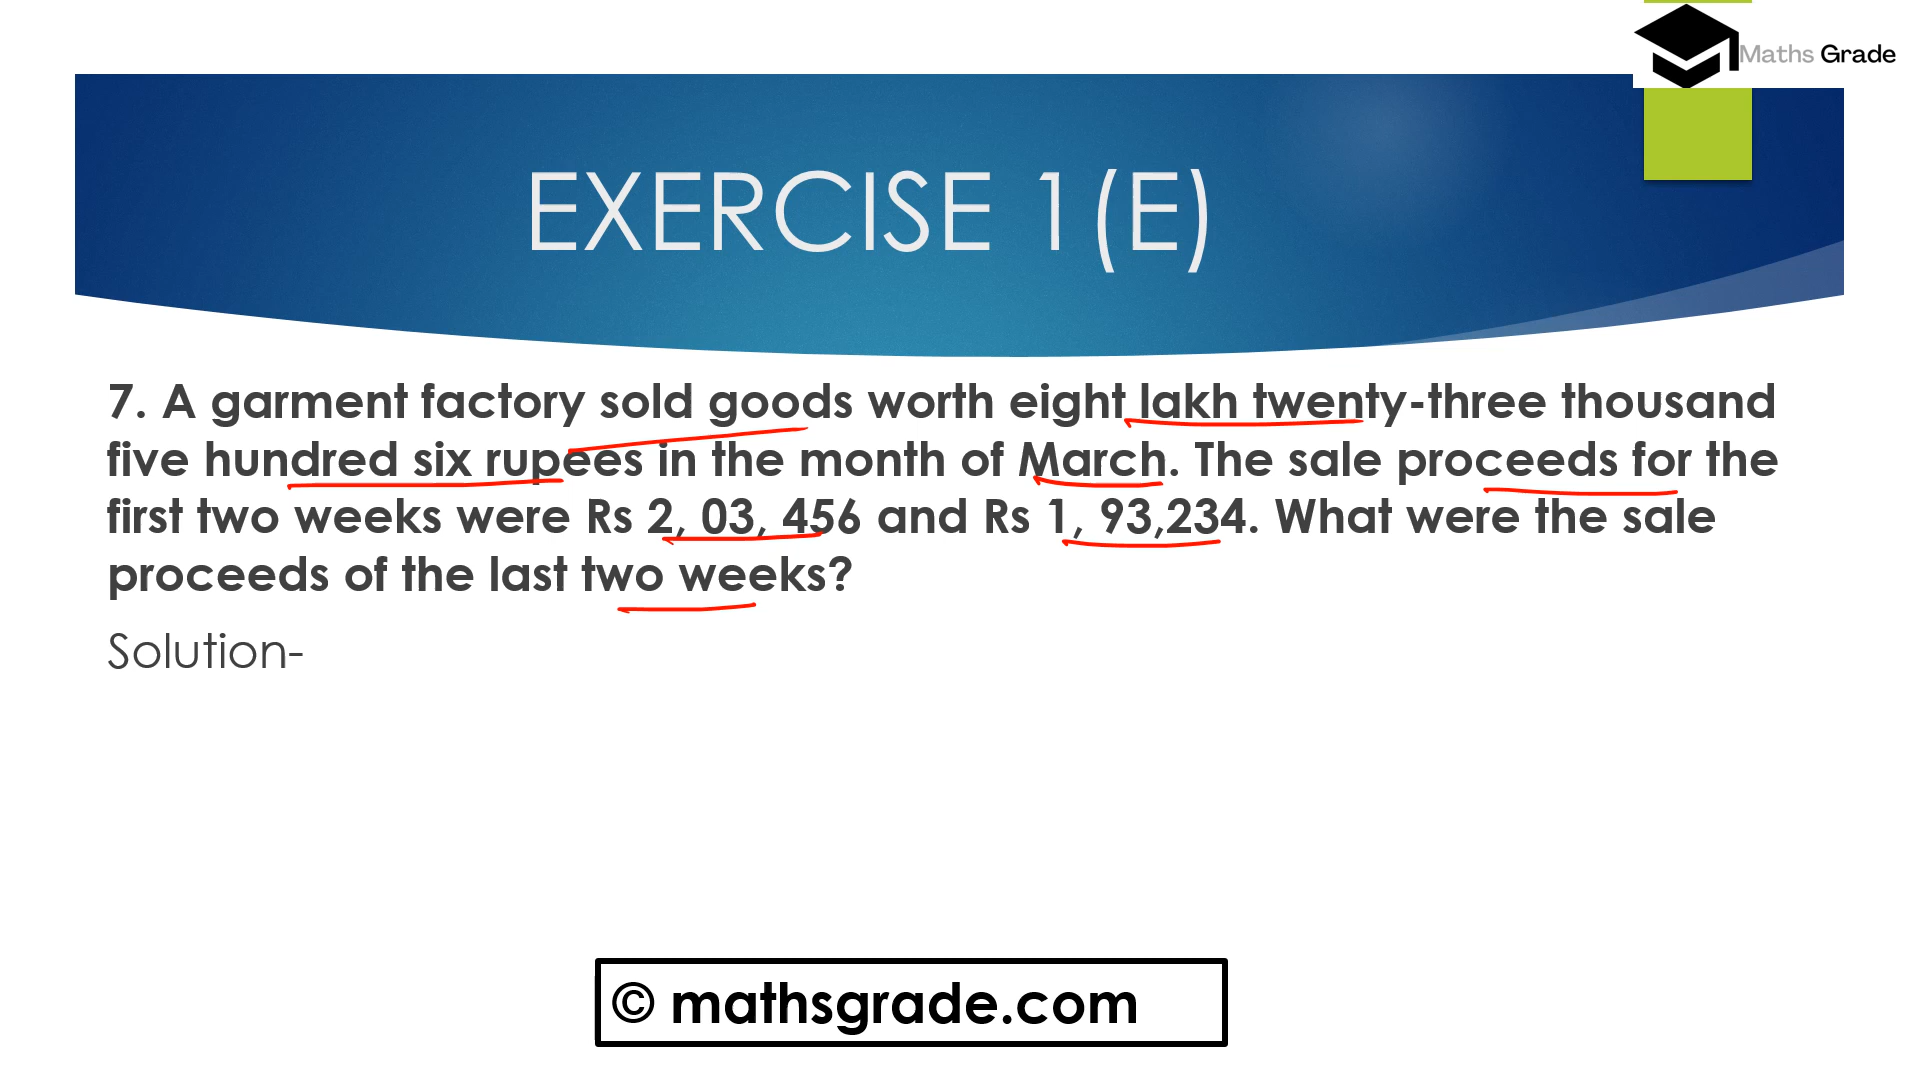 Maths Grade
EXERCISE 1(E)
7. A garment factory sold goods worth eight lakh twenty-three thousand
five hundred six rupees in the month of March. The sale proceeds for the
first two weeks were Rs 2, 03, 456 and Rs 1, 93,234. What were the sale
proceeds of the last two weeks?
Solution-
© mathsgrade.com